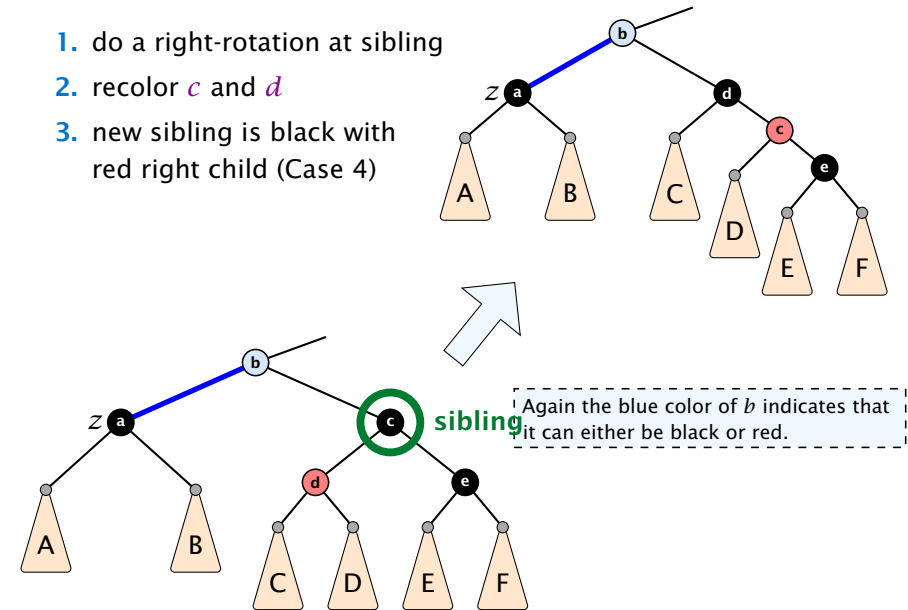 1. do a right-rotation at sibling
2. recolor c and d
3. new sibling is black with
red right child (Case 4)
b
z a
d
c
e
A
B
C
D
E
F
b
z a
c
sibling
Again the blue color of b indicates that
it can either be black or red.
d
e
A
B
C
D
E
F